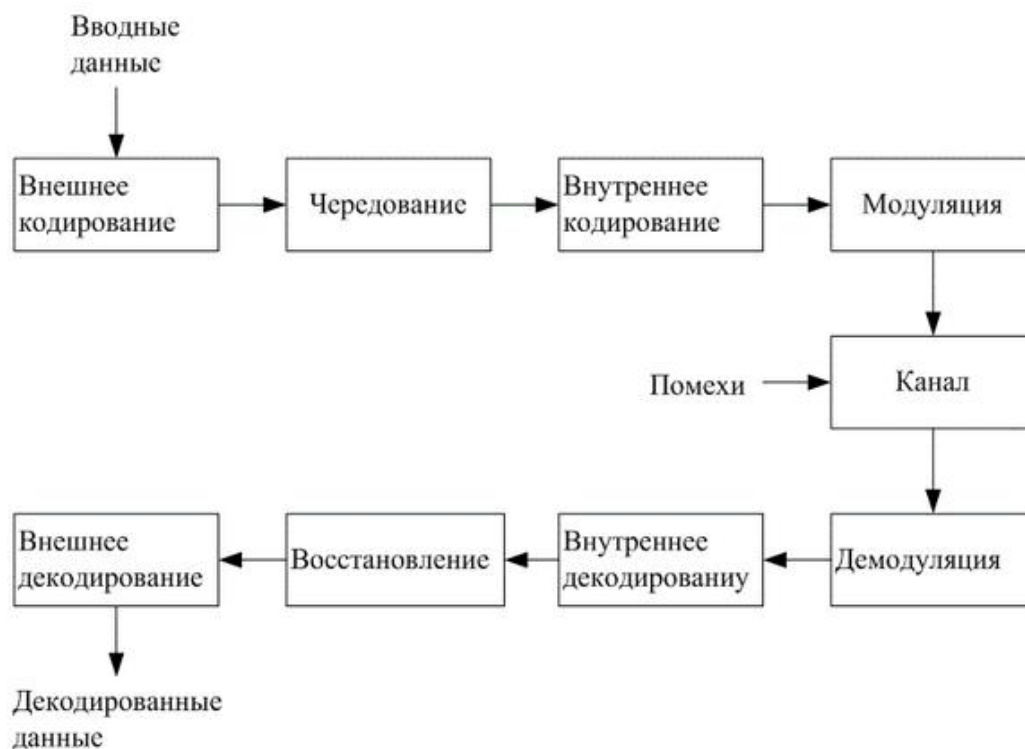 Вводные
данные
Внешнее
кодирование
Чередование
Внутреннее
кодирование
Модуляция
Помехи
Канал
Внешнее
декодирование
Восстановление
Внутреннее
декодированиу
Демодуляция
Декодированные
данные